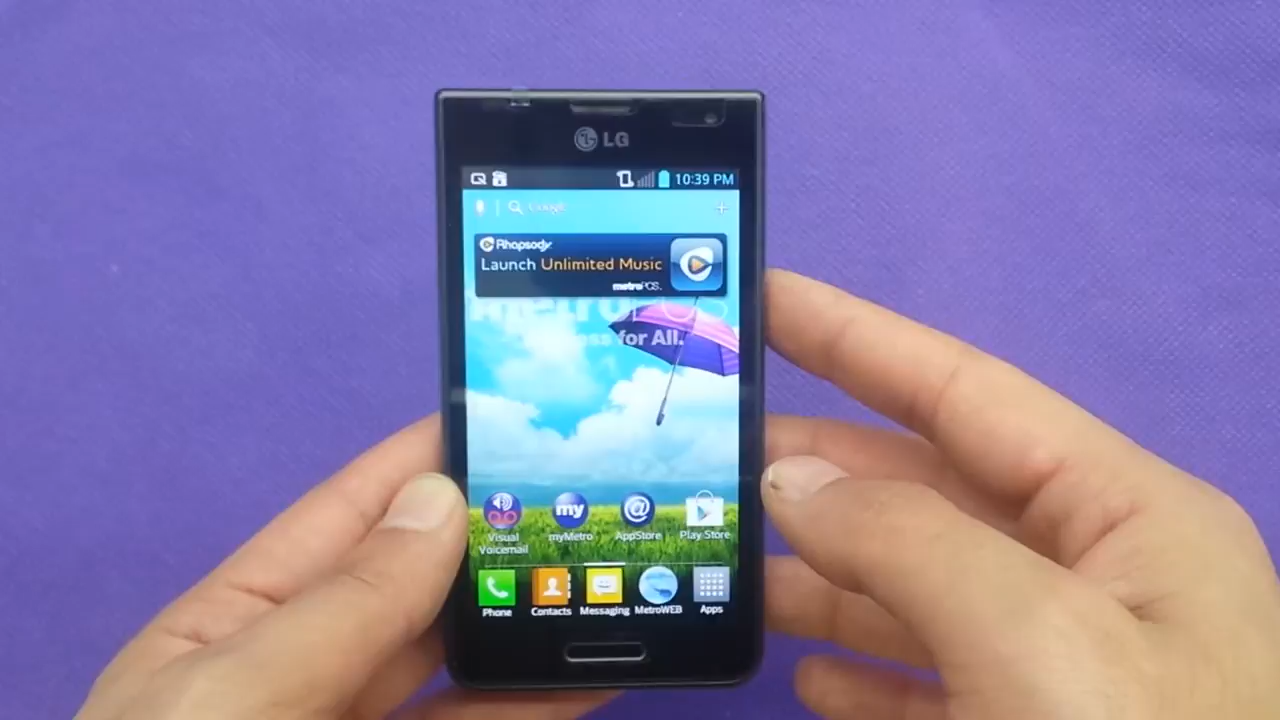 LG
10:39 PM
Google
Rhapsody
Launch Unlimited Music
metroPCS.
metroPCS
for All.
Visual
Voicemail
my
myMetro
@
AppStore
Play Store
Phone
Contacts
Messaging
MetroWEB
Apps